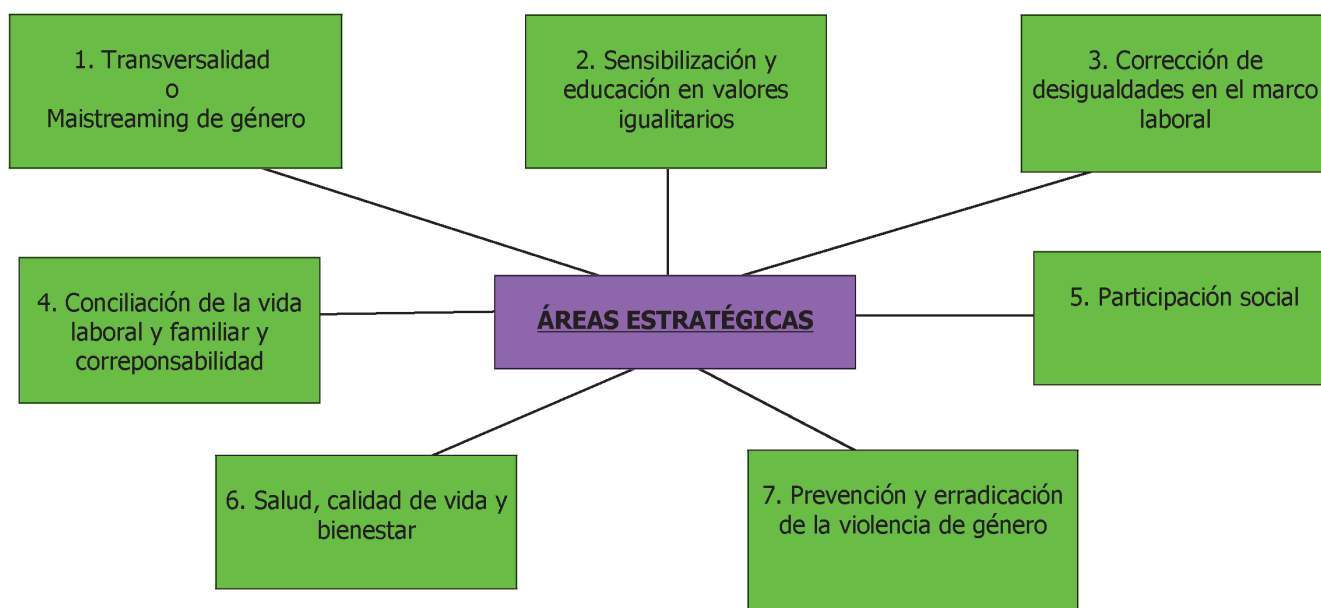 1. Transversalidad
o
Maistreaming de género
2. Sensibilización y
educación en valores
igualitarios
3. Corrección de
desigualdades en el marco
laboral
4. Conciliación de la vida
laboral y familiar y
correponsabilidad
ÁREAS ESTRATÉGICAS
5. Participación social
6. Salud, calidad de vida y
bienestar
7. Prevención y erradicación
de la violencia de género